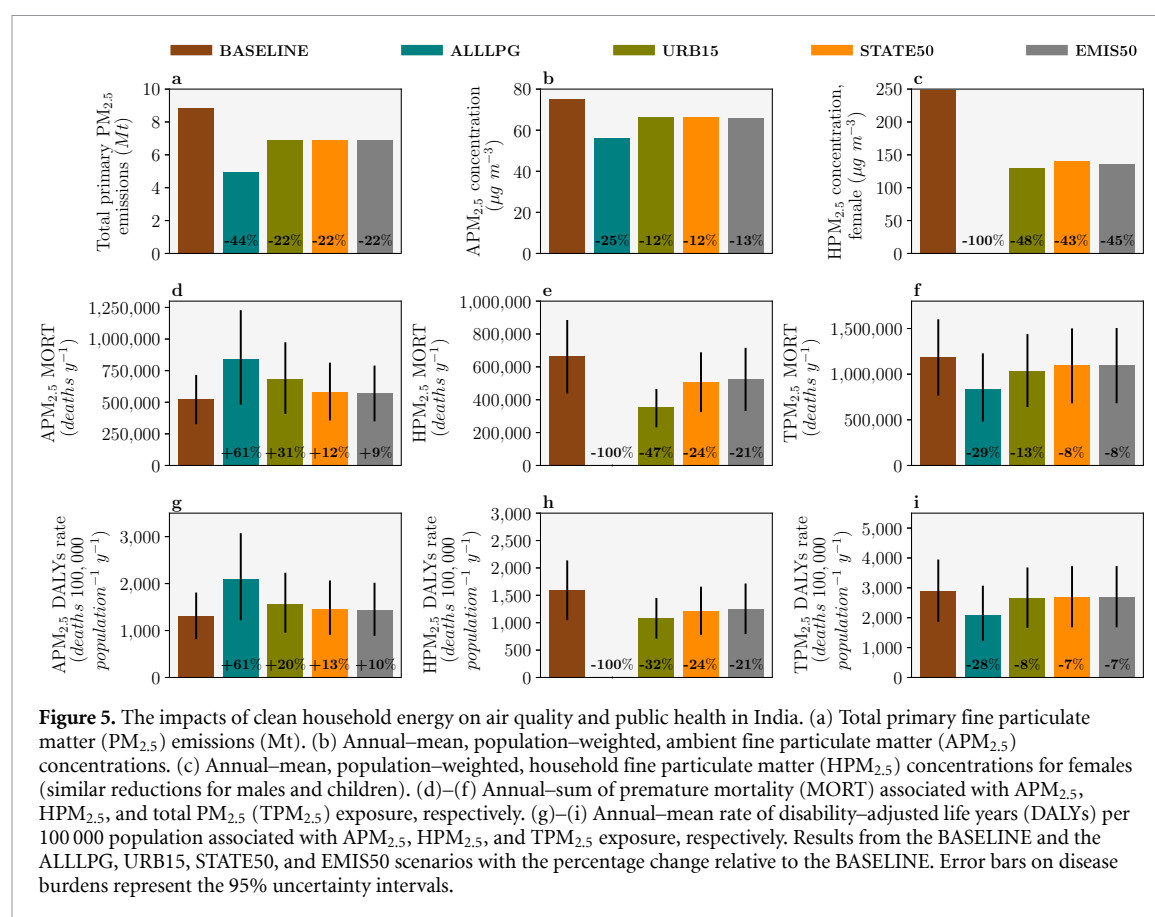 BASELINE ALLLPG URB15 STATE50 EMIS50
a
Total primary PM2.5
emissions (Mt)
10
8
6
4
2
0
-44% -22% -22% -22%
b
APM2.5 concentration
(μg m−3)
80
60
40
20
0
-25% -12% -12% -13%
c
HPM2.5 concentration,
female (μg m−3)
250
200
150
100
50
0
-100% -48% -43% -45%
d
APM2.5 MORT
(deaths y−1)
1,250,000
1,000,000
750,000
500,000
250,000
0
+61% +31% +12% +9%
e
HPM2.5 MORT
(deaths y−1)
1,000,000
800,000
600,000
400,000
200,000
0
-100% -47% -24% -21%
f
TPM2.5 MORT
(deaths y−1)
1,500,000
1,000,000
500,000
0
-29% -13% -8% -8%
g
APM2.5 DALYs rate
(deaths 100,000
population−1 y−1)
3,000
2,000
1,000
0
+61% +20% +13% +10%
h
HPM2.5 DALYs rate
(deaths 100,000
population−1 y−1)
3,000
2,500
2,000
1,500
1,000
500
0
-100% -32% -24% -21%
i
TPM2.5 DALYs rate
(deaths 100,000
population−1 y−1)
5,000
4,000
3,000
2,000
1,000
0
-28% -8% -7% -7%
Figure 5. The impacts of clean household energy on air quality and public health in India. (a) Total primary fine particulate
matter (PM2.5) emissions (Mt). (b) Annual–mean, population–weighted, ambient fine particulate matter (APM2.5)
concentrations. (c) Annual–mean, population–weighted, household fine particulate matter (HPM2.5) concentrations for females
(similar reductions for males and children). (d)–(f) Annual–sum of premature mortality (MORT) associated with APM2.5,
HPM2.5, and total PM2.5 (TPM2.5) exposure, respectively. (g)–(i) Annual–mean rate of disability–adjusted life years (DALYs) per
100 000 population associated with APM2.5, HPM2.5, and TPM2.5 exposure, respectively. Results from the BASELINE and the
ALLLPG, URB15, STATE50, and EMIS50 scenarios with the percentage change relative to the BASELINE. Error bars on disease
burdens represent the 95% uncertainty intervals.